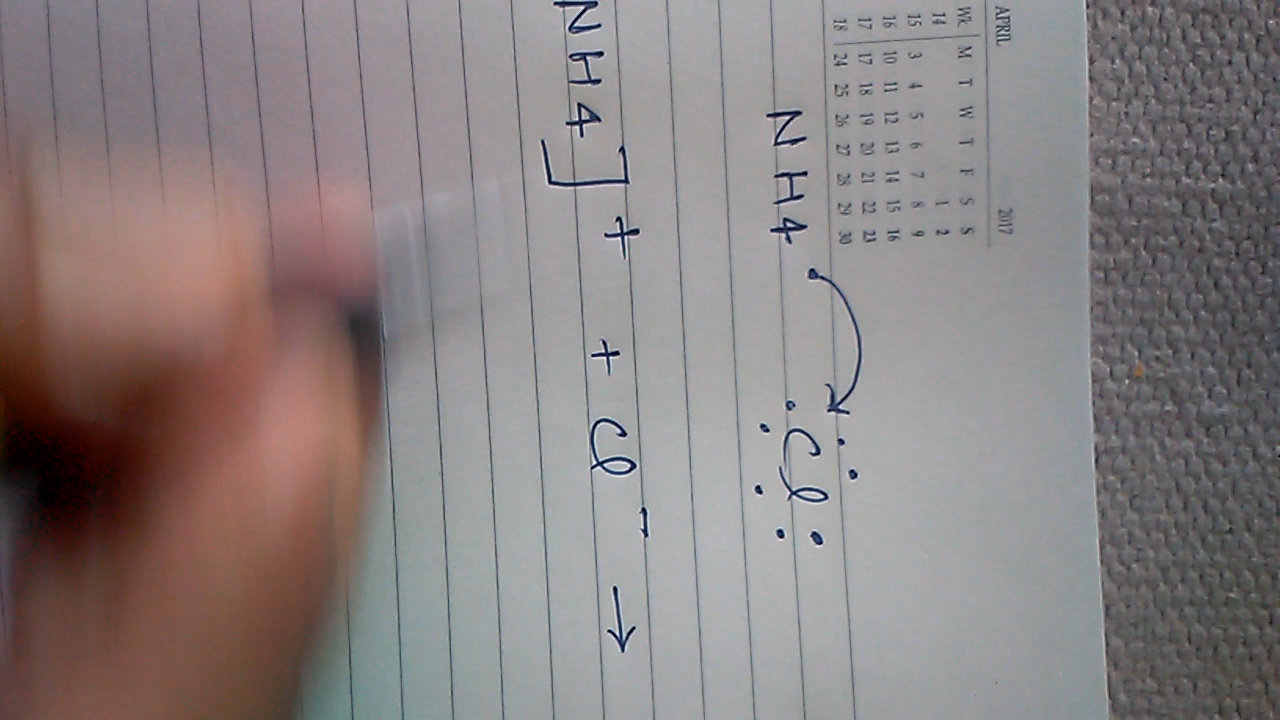 APRIL 2017
Wk M T W T F S S
14 1 2
15 3 4 5 6 7 8 9
16 10 11 12 13 14 15 16
17 17 18 19 20 21 22 23
18 24 25 26 27 28 29 30
NH4 Cl
NH4]+ + Cl- →